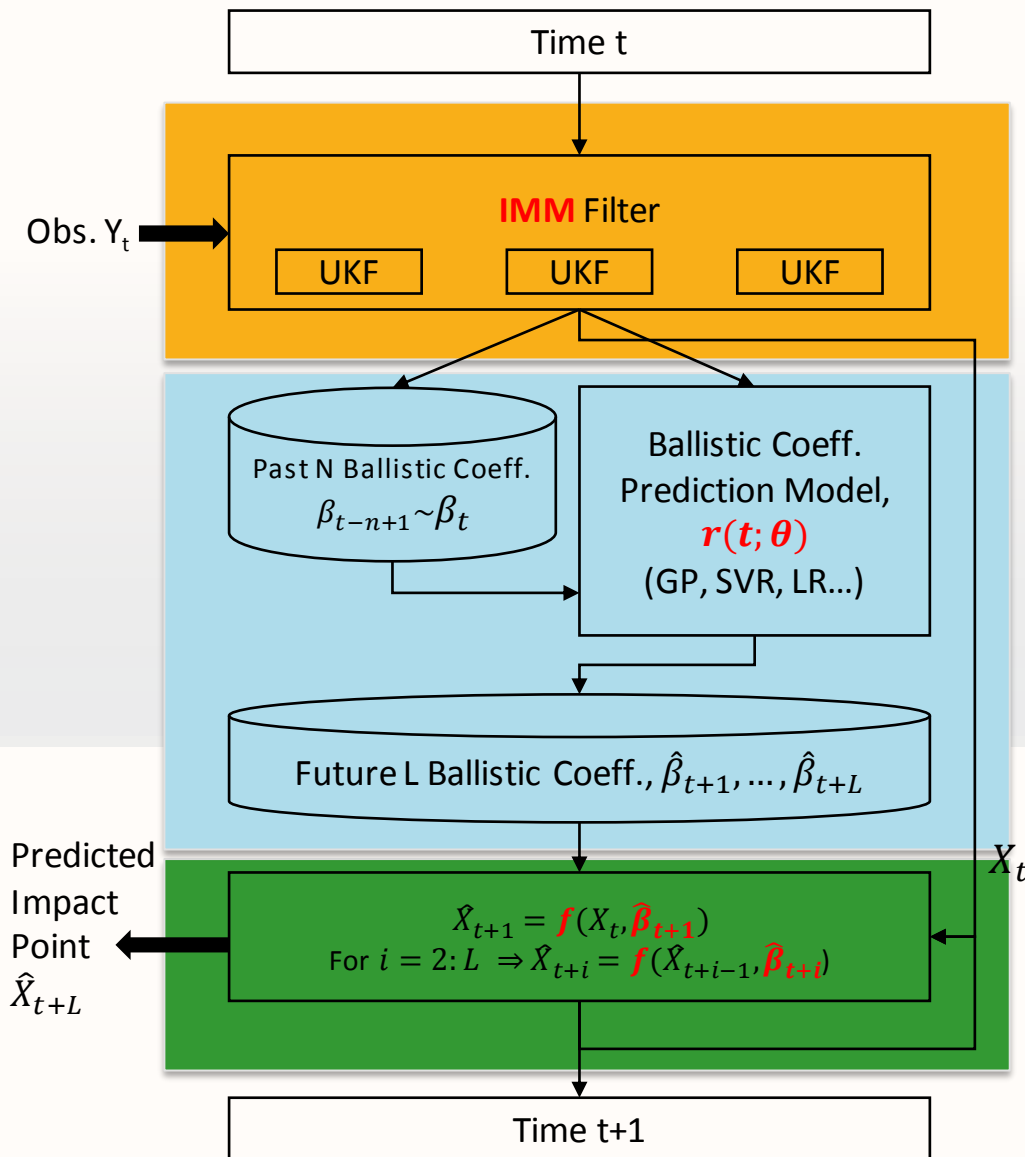 Time t
IMM Filter
Obs. Yₜ
UKF
UKF
UKF
Past N Ballistic Coeff.
βₜ₋ₙ₊₁~βₜ
Ballistic Coeff.
Prediction Model,
r(t; θ)
(GP, SVR, LR...)
Future L Ballistic Coeff., β̂ₜ₊₁, … , β̂ₜ₊L
Xₜ
Predicted
Impact
Point
X̂ₜ₊L
X̂ₜ₊₁ = f(Xₜ, β̂ₜ₊₁)
For i = 2: L ⇒ X̂ₜ₊ᵢ = f(X̂ₜ₊ᵢ₋₁, β̂ₜ₊ᵢ)
Time t+1